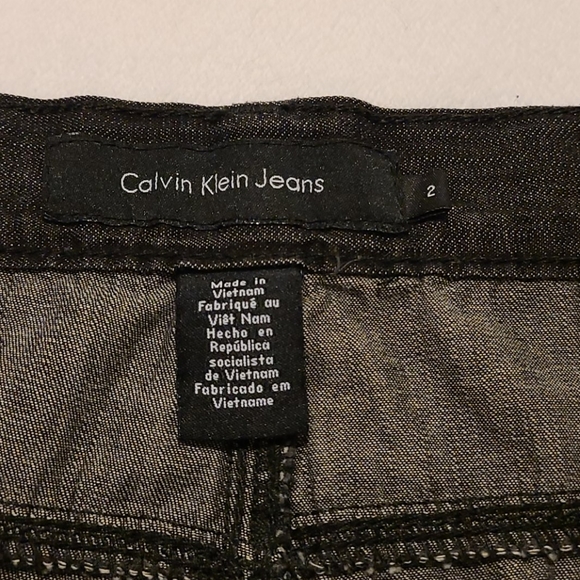 Calvin Klein Jeans
2
Made in
Vietnam
Fabriqué au
Viêt Nam
Hecho en
República
socialista
de Vietnam
Fabricado em
Vietname